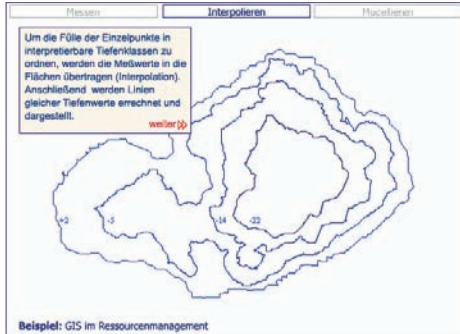 Messen
Interpolieren
Modellieren
Um die Fülle der Einzelpunkte in
interpretierbare Tiefenklassen zu
ordnen, werden die Meßwerte in die
Flächen übertragen (Interpolation).
Anschließend werden Linien
gleicher Tiefenwerte errechnet und
dargestellt.
weiter
+2
-5
-14
-22
Beispiel: GIS im Ressourcenmanagement